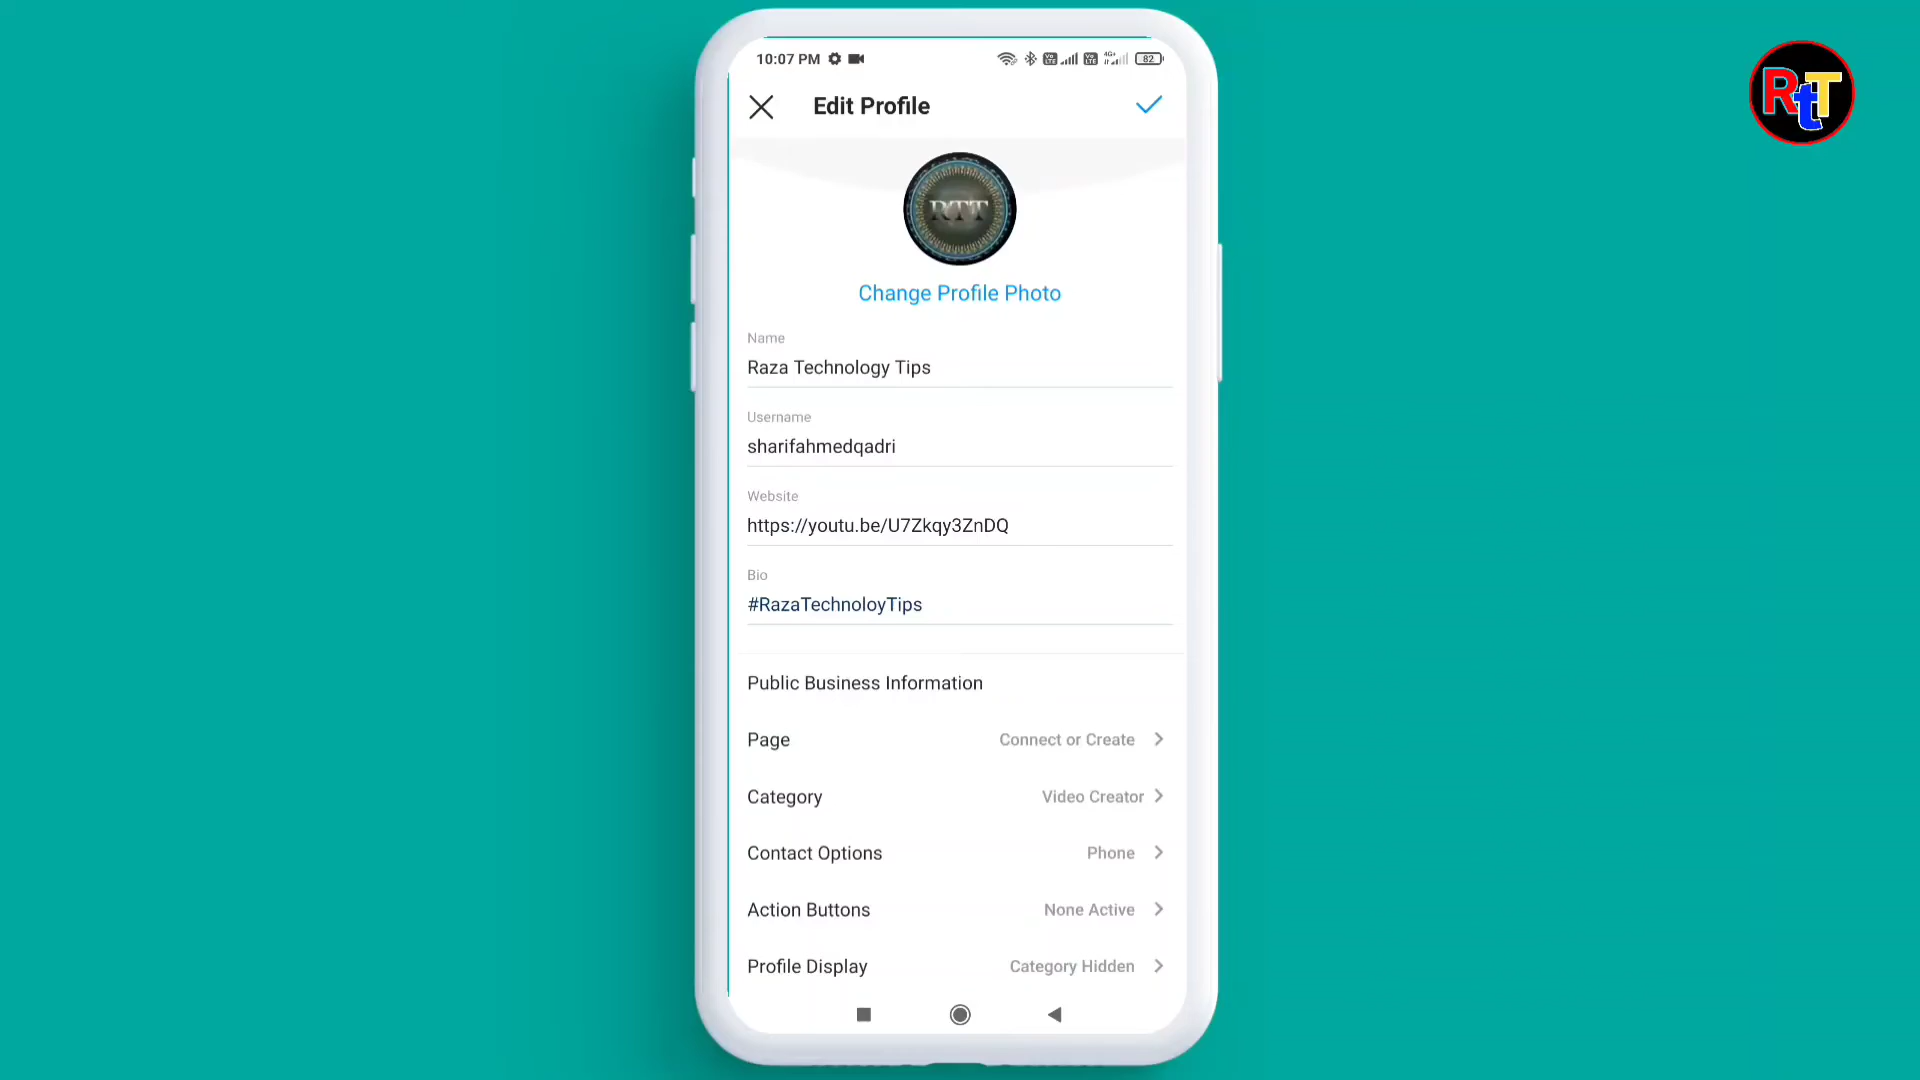 10:07 PM 82
RtT
Edit Profile
RTT
Change Profile Photo
Name
Raza Technology Tips
Username
sharifahmedqadri
Website
https://youtu.be/U7Zkqy3ZnDQ
Bio
#RazaTechnoloyTips
Public Business Information
Page Connect or Create
Category Video Creator
Contact Options Phone
Action Buttons None Active
Profile Display Category Hidden